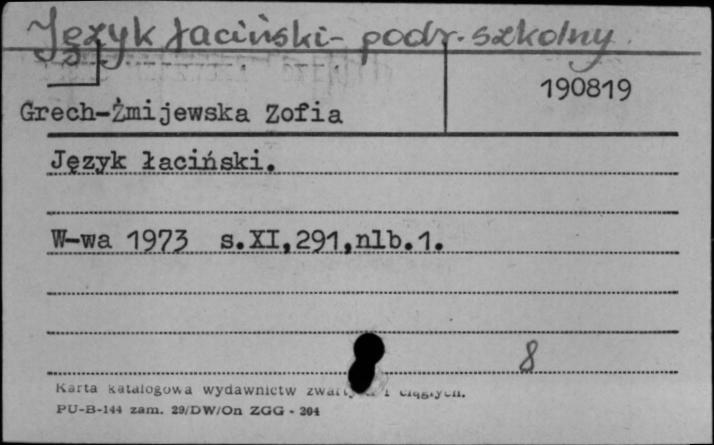 Język łaciński - podr. szkolny
190819
Grech-Żmijewska Zofia
Język łaciński.
W-wa 1973 s.XI,291,nlb.1.
8
Karta katalogowa wydawnictw i ciągłych.
PU-B-144 zam. 29/DW/On ZGG - 204